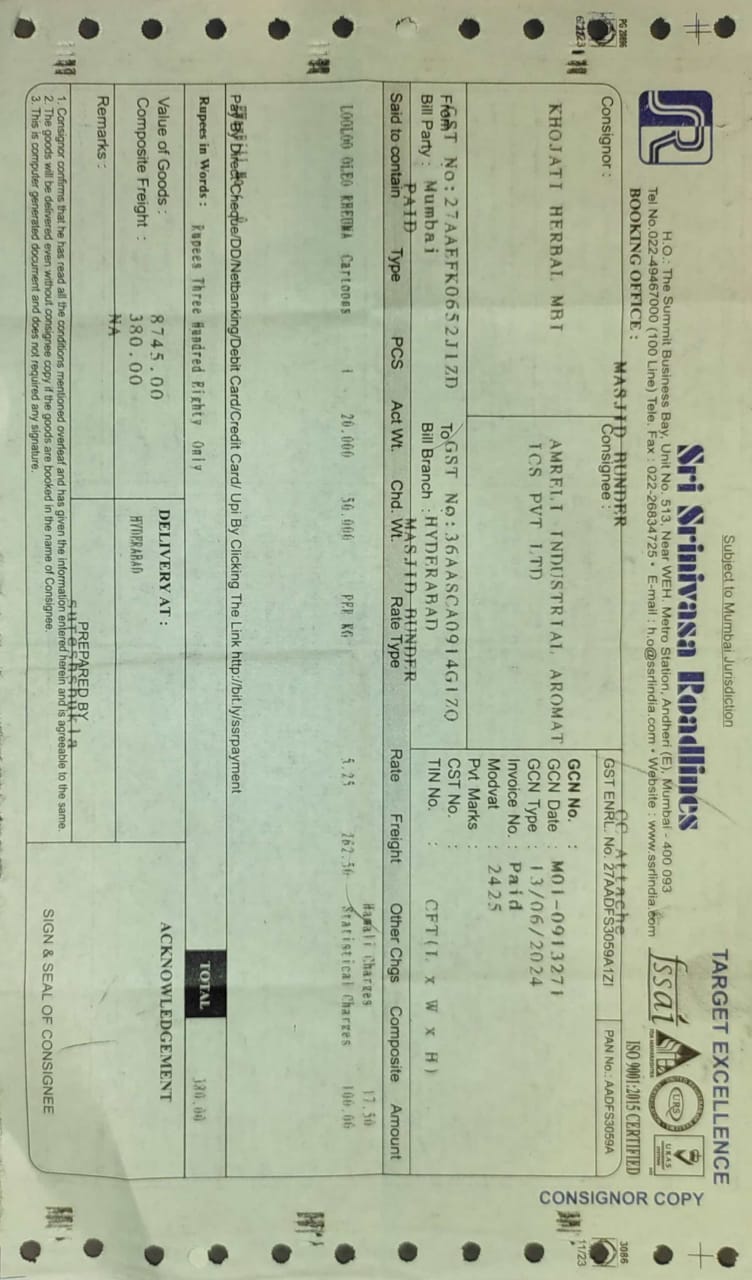 Subject to Mumbai Jurisdiction
TARGET EXCELLENCE
CONSIGNOR COPY
Sri Srinivasa Roadlines
fssai
URS
UKAS
ISO 9001:2015 CERTIFIED
H.O.: The Summit Business Bay, Unit No. 513, Near WEH. Metro Station, Andheri (E), Mumbai - 400 093
Tel No.022-49467000 (100 Line) Tele. Fax : 022-26834725 • E-mail : h.o@ssrlindia.com • Website : www.ssrlindia.com
BOOKING OFFICE :
MASJID BUNDER
CC Attache
GST ENRL. No. 27AADFS3059A1ZI
PAN No.: AADFS3059A
Consignor :
Consignee :
KHOJATI HERBAL MBI
AMRELI INDUSTRIAL AROMAT
ICS PVT LTD
GCN No. :
GCN Date : M01-0913271
GCN Type : 13/06/2024
Invoice No. : Paid
Modvat : 2425
Pvt Marks :
CST No. :
TIN No. : CFT(L x W x H)
From GST No:27AAEFK0652J1ZD
To GST No:36AASCA0914G1ZQ
Bill Party : Mumbai
Bill Branch : HYDERABAD
PAID
MASJID BUNDER
Said to contain Type PCS Act Wt. Chd. Wt. Rate Type Rate Freight Other Chgs Composite Amount
Hamali Charges 17.50
OLEO RHEUMA Cartoons 1 20.000 50.000 PER KG 5.25 262.50 Statistical Charges 100.00
Pay By Direct Cheque/DD/Netbanking/Debit Card/Credit Card/ Upi By Clicking The Link http://bit.ly/ssrpayment
Rupees in Words : Rupees Three Hundred Eighty Only
TOTAL 380.00
Value of Goods : 8745.00
Composite Freight : 380.00
NA
DELIVERY AT :
HYDERABAD
ACKNOWLEDGEMENT
Remarks :
PREPARED BY
sureshshukla
SIGN & SEAL OF CONSIGNEE
1. Consignor confirms that he has read all the conditions mentioned overleaf and has given the information entered herein and is agreeable to the same.
2. The goods will be delivered even without consignee copy if the goods are booked in the name of Consignee.
3. This is computer generated document and does not required any signature.
3086
11/23